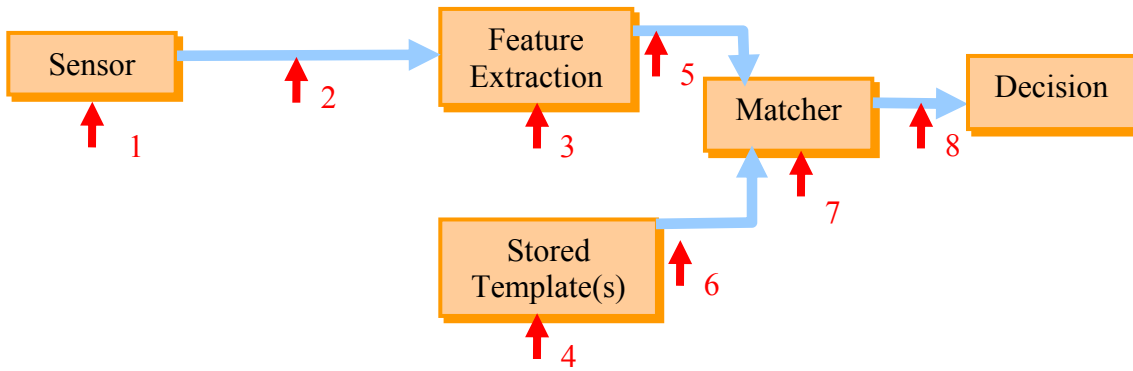 Sensor
1
2
Feature
Extraction
3
5
Matcher
7
Stored
Template(s)
4
6
8
Decision